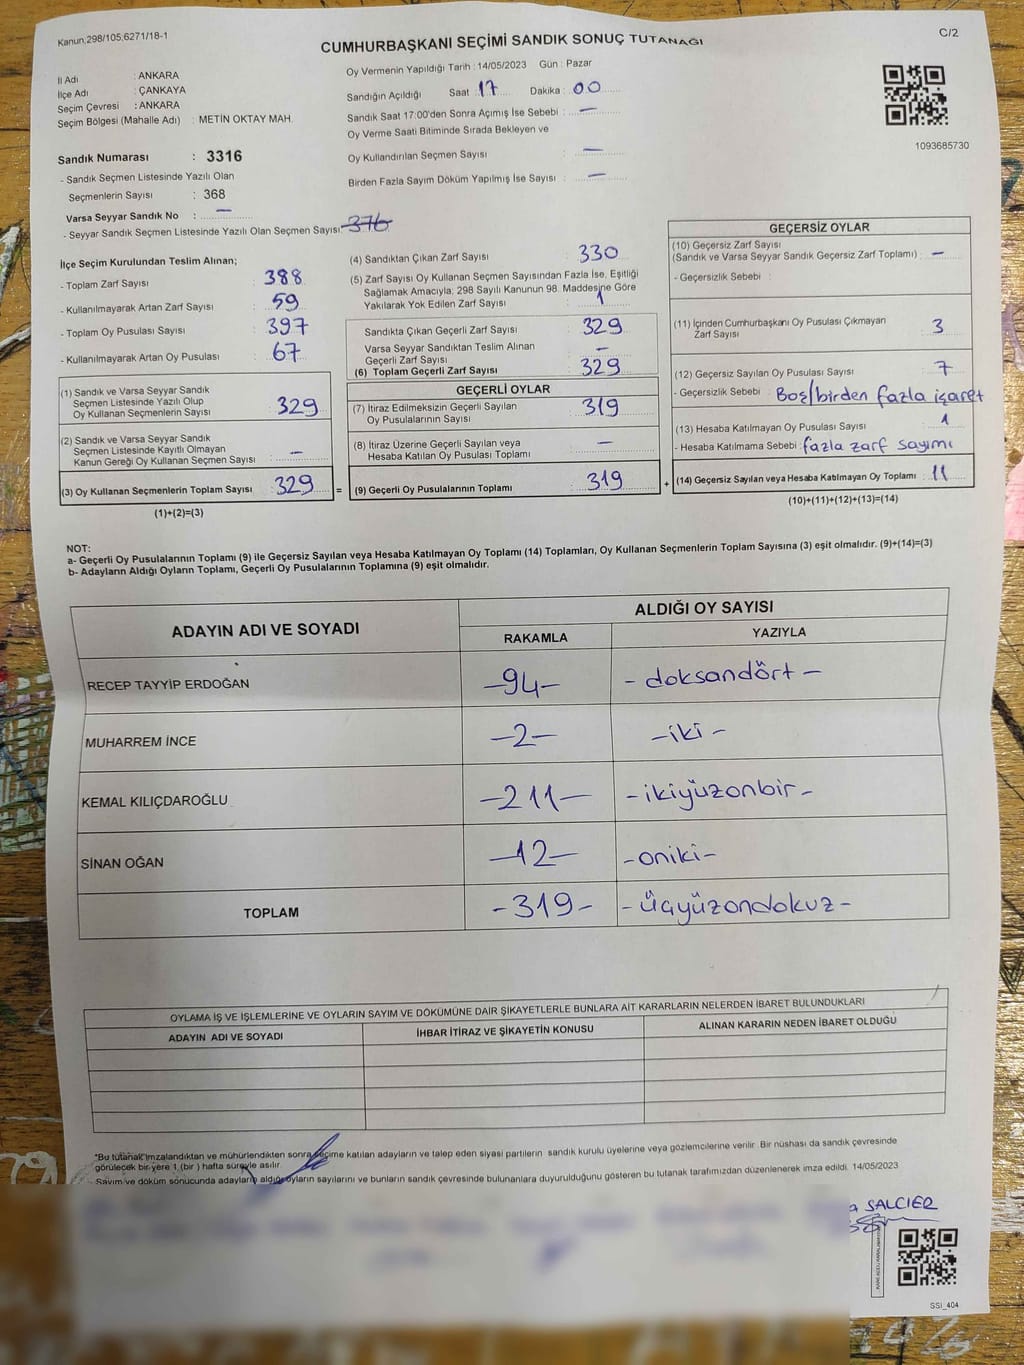 Kanun;298/105;6271/18-1
C/2
CUMHURBAŞKANI SEÇİMİ SANDIK SONUÇ TUTANAĞI
İl Adı : ANKARA
İlçe Adı : ÇANKAYA
Seçim Çevresi : ANKARA
Seçim Bölgesi (Mahalle Adı) : METİN OKTAY MAH.
Oy Vermenin Yapıldığı Tarih : 14/05/2023 Gün : Pazar
Sandığın Açıldığı Saat : 17 Dakika : 00
Sandık Saat 17:00'den Sonra Açımış İse Sebebi : —
Oy Verme Saati Bitiminde Sırada Bekleyen ve
Oy Kullandırılan Seçmen Sayısı : —
Birden Fazla Sayım Döküm Yapılmış İse Sayısı : —
1093685730
Sandık Numarası : 3316
- Sandık Seçmen Listesinde Yazılı Olan
Seçmenlerin Sayısı : 368
Varsa Seyyar Sandık No : —
- Seyyar Sandık Seçmen Listesinde Yazılı Olan Seçmen Sayısı: 376
İlçe Seçim Kurulundan Teslim Alınan;
- Toplam Zarf Sayısı : 388
- Kullanılmayarak Artan Zarf Sayısı : 59
- Toplam Oy Pusulası Sayısı : 397
- Kullanılmayarak Artan Oy Pusulası : 67
(1) Sandık ve Varsa Seyyar Sandık
Seçmen Listesinde Yazılı Olup
Oy Kullanan Seçmenlerin Sayısı : 329
(2) Sandık ve Varsa Seyyar Sandık
Seçmen Listesinde Kayıtlı Olmayan
Kanun Gereği Oy Kullanan Seçmen Sayısı : —
(3) Oy Kullanan Seçmenlerin Toplam Sayısı : 329
(1)+(2)=(3)
=
(4) Sandıktan Çıkan Zarf Sayısı : 330
(5) Zarf Sayısı Oy Kullanan Seçmen Sayısından Fazla İse, Eşitliği
Sağlamak Amacıyla; 298 Sayılı Kanunun 98. Maddesine Göre
Yakılarak Yok Edilen Zarf Sayısı : 1
Sandıkta Çıkan Geçerli Zarf Sayısı : 329
Varsa Seyyar Sandıktan Teslim Alınan
Geçerli Zarf Sayısı : —
(6) Toplam Geçerli Zarf Sayısı : 329
GEÇERLİ OYLAR
(7) İtiraz Edilmeksizin Geçerli Sayılan
Oy Pusulalarının Sayısı : 319
(8) İtiraz Üzerine Geçerli Sayılan veya
Hesaba Katılan Oy Pusulası Toplamı : —
(9) Geçerli Oy Pusulalarının Toplamı : 319
+
GEÇERSİZ OYLAR
(10) Geçersiz Zarf Sayısı
(Sandık ve Varsa Seyyar Sandık Geçersiz Zarf Toplamı) : —
- Geçersizlik Sebebi :
(11) İçinden Cumhurbaşkanı Oy Pusulası Çıkmayan
Zarf Sayısı : 3
(12) Geçersiz Sayılan Oy Pusulası Sayısı : 7
- Geçersizlik Sebebi : Boş/birden fazla işaret
(13) Hesaba Katılmayan Oy Pusulası Sayısı : 1
- Hesaba Katılmama Sebebi : fazla zarf sayımı
(14) Geçersiz Sayılan veya Hesaba Katılmayan Oy Toplamı : 11
(10)+(11)+(12)+(13)=(14)
NOT:
a- Geçerli Oy Pusulalarının Toplamı (9) ile Geçersiz Sayılan veya Hesaba Katılmayan Oy Toplamı (14) Toplamları, Oy Kullanan Seçmenlerin Toplam Sayısına (3) eşit olmalıdır. (9)+(14)=(3)
b- Adayların Aldığı Oyların Toplamı, Geçerli Oy Pusulalarının Toplamına (9) eşit olmalıdır.
ADAYIN ADI VE SOYADI
ALDIĞI OY SAYISI
RAKAMLA YAZIYLA
RECEP TAYYİP ERDOĞAN -94- -doksandört-
MUHARREM İNCE -2- -iki-
KEMAL KILIÇDAROĞLU -211- -ikiyüzonbir-
SİNAN OĞAN -12- -oniki-
TOPLAM -319- -üçyüzondokuz-
OYLAMA İŞ VE İŞLEMLERİNE VE OYLARIN SAYIM VE DÖKÜMÜNE DAİR ŞİKAYETLERLE BUNLARA AİT KARARLARIN NELERDEN İBARET BULUNDUKLARI
ADAYIN ADI VE SOYADI İHBAR İTİRAZ VE ŞİKAYETİN KONUSU ALINAN KARARIN NEDEN İBARET OLDUĞU
*Bu tutanak imzalandıktan ve mühürlendikten sonra seçime katılan adayların ve talep eden siyasi partilerin sandık kurulu üyelerine veya gözlemcilerine verilir. Bir nüshası da sandık çevresinde
görülecek bir yere 1 (bir) hafta süreyle asılır.
Sayım ve döküm sonucunda adayların aldığı oyların sayılarını ve bunların sandık çevresinde bulunanlara duyurulduğunu gösteren bu tutanak tarafımızdan düzenlenerek imza edildi. 14/05/2023
a SALCIER
SSI_404